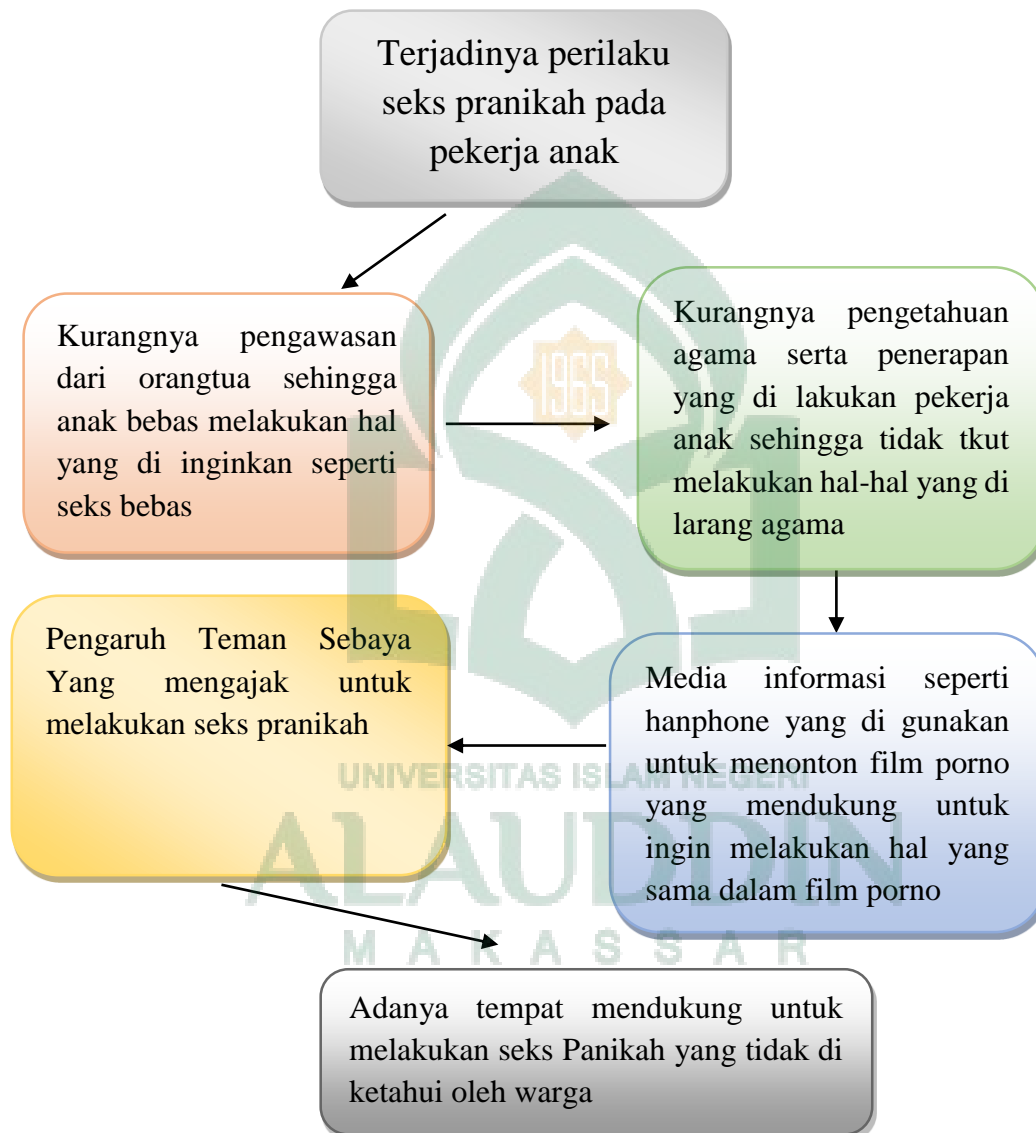 Terjadinya perilaku
seks pranikah pada
pekerja anak
Kurangnya pengawasan
dari orangtua sehingga
anak bebas melakukan hal
yang di inginkan seperti
seks bebas
Kurangnya pengetahuan
agama serta penerapan
yang di lakukan pekerja
anak sehingga tidak tkut
melakukan hal-hal yang di
larang agama
1965
Media informasi seperti
hanphone yang di gunakan
untuk menonton film porno
yang mendukung untuk
ingin melakukan hal yang
sama dalam film porno
Pengaruh Teman Sebaya
Yang mengajak untuk
melakukan seks pranikah
UNIVERSITAS ISLAM NEGERI
ALAUDDIN
MAKASSAR
Adanya tempat mendukung untuk
melakukan seks Panikah yang tidak di
ketahui oleh warga